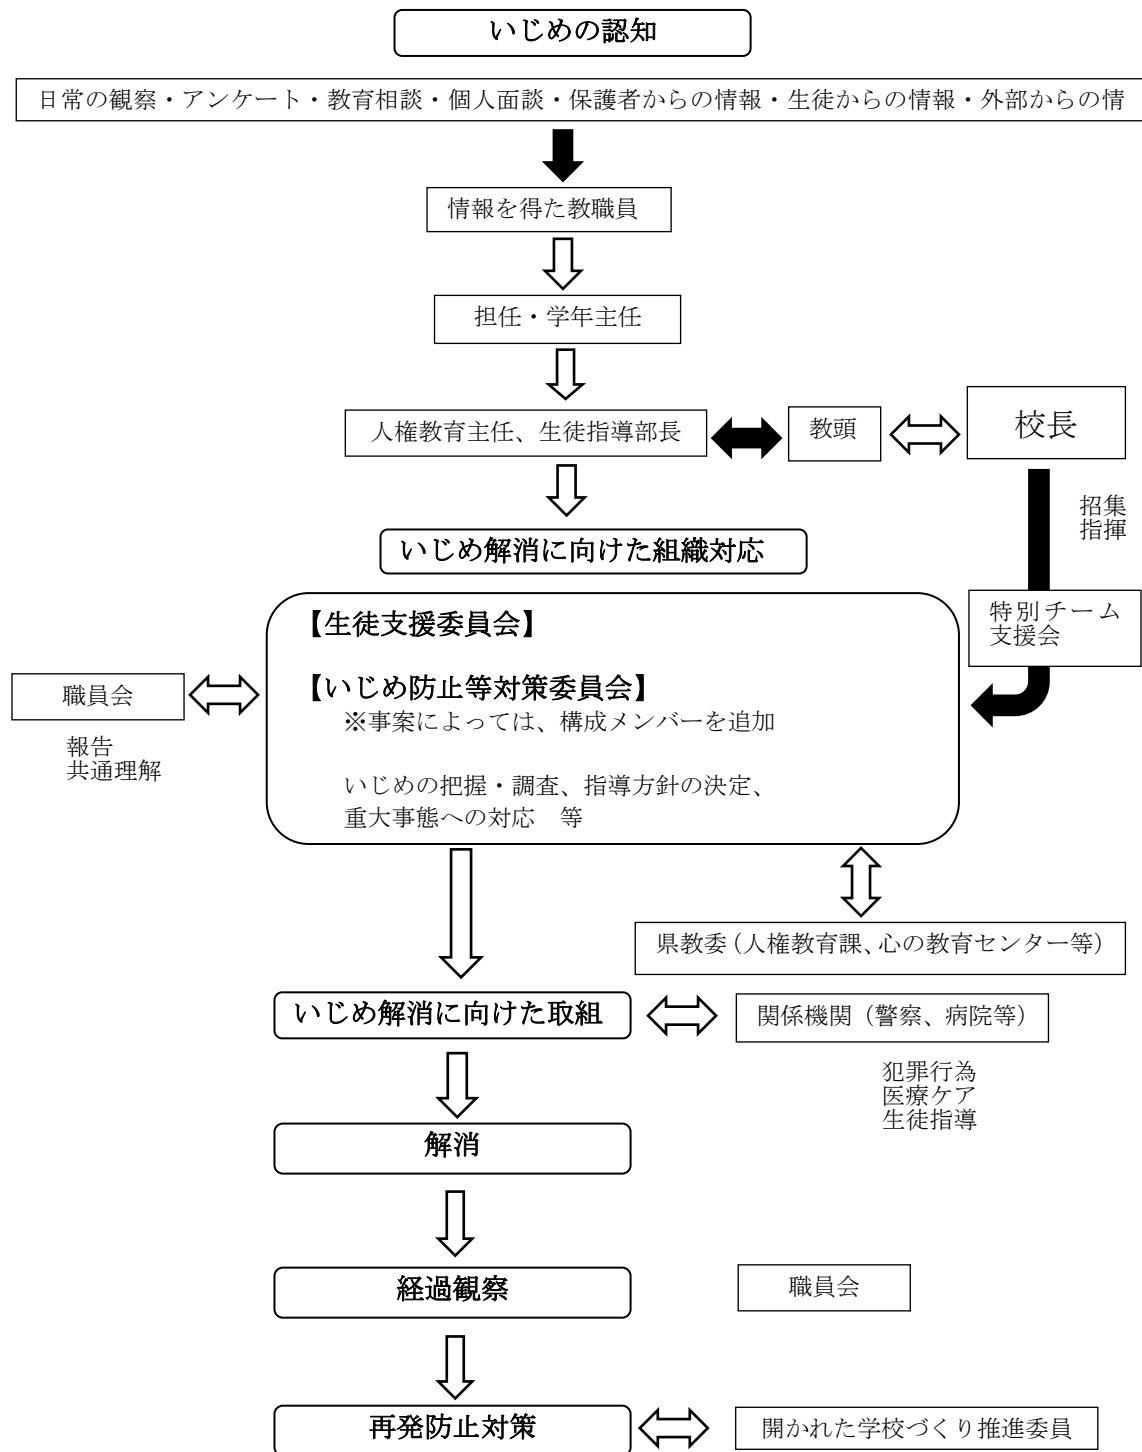 いじめの認知
日常の観察・アンケート・教育相談・個人面談・保護者からの情報・生徒からの情報・外部からの情
情報を得た教職員
担任・学年主任
人権教育主任、生徒指導部長
教頭
校長
招集
指揮
いじめ解消に向けた組織対応
特別チーム
支援会
【生徒支援委員会】
【いじめ防止等対策委員会】
※事案によっては、構成メンバーを追加
いじめの把握・調査、指導方針の決定、
重大事態への対応　等
職員会
報告
共通理解
県教委（人権教育課、心の教育センター等）
いじめ解消に向けた取組
関係機関（警察、病院等）
犯罪行為
医療ケア
生徒指導
解消
経過観察
職員会
再発防止対策
開かれた学校づくり推進委員